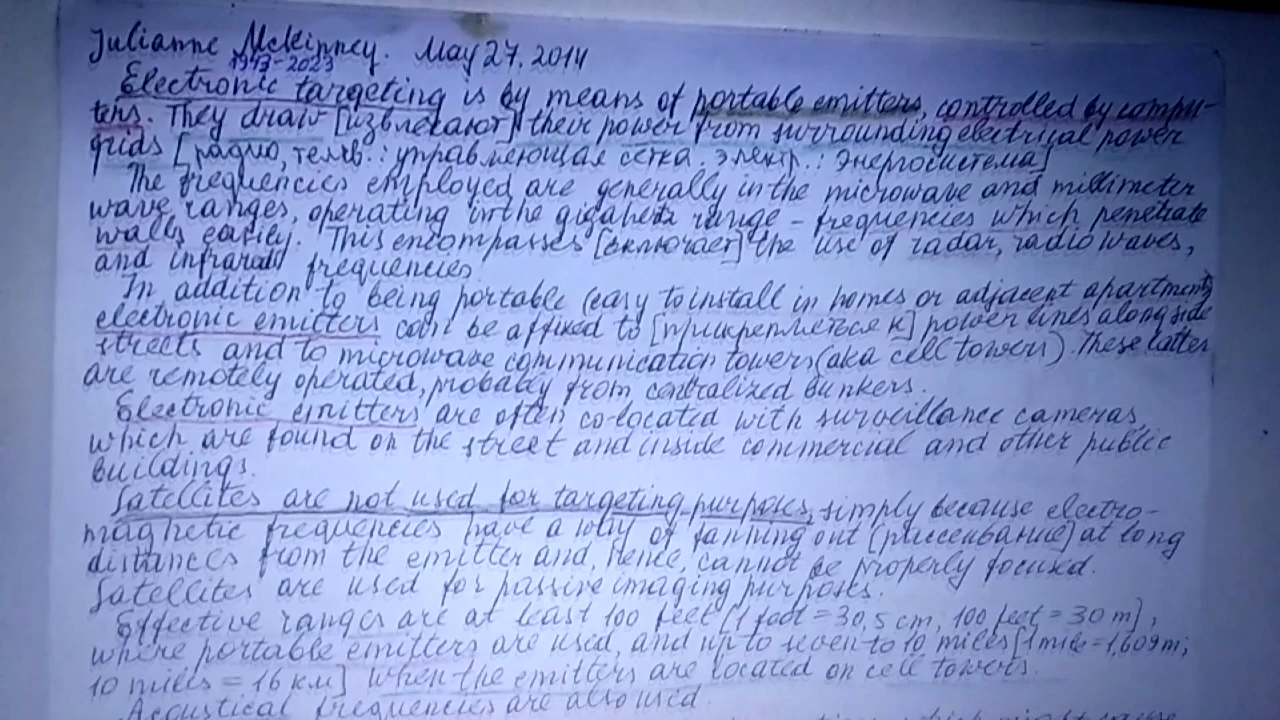 Julianne McKinney. May 27, 2014
1943-2023
Electronic targeting is by means of portable emitters, controlled by compu-
ters. They draw [извлекают] their power from surrounding electrical power
grids [радио, телев.: управляющая сетка. электр.: энергосистема]
The frequencies employed are generally in the microwave and millimeter
wave ranges, operating in the gigahertz range - frequencies which penetrate
walls easily. This encompasses [включает] the use of radar, radio waves,
and infrared frequencies.
In addition to being portable (easy to install in homes or adjacent apartments
electronic emitters can be affixed to [прикрепляться к] power lines alongside
streets and to microwave communication towers (aka cell towers). These latter
are remotely operated, probably from centralized bunkers.
Electronic emitters are often co-located with surveillance cameras,
which are found on the street and inside commercial and other public
buildings.
Satellites are not used for targeting purposes, simply because electro-
magnetic frequencies have a way of fanning out [рассеивание] at long
distances from the emitter and, hence, cannot be properly focused.
Satellites are used for passive imaging purposes.
Effective ranges are at least 100 feet [1 foot = 30,5 cm, 100 feet = 30 m],
where portable emitters are used, and up to seven to 10 miles [1 mile = 1,609 m;
10 miles = 16 км] when the emitters are located on cell towers.
Acoustical frequencies are also used.
which might cause